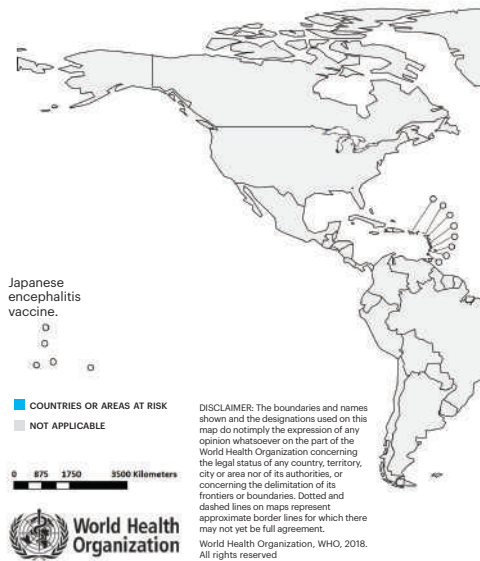 Japanese
encephalitis
vaccine.
COUNTRIES OR AREAS AT RISK
NOT APPLICABLE
0 875 1750 3500 Kilometers
World Health
Organization
DISCLAIMER: The boundaries and names
shown and the designations used on this
map do notimply the expression of any
opinion whatsoever on the part of the
World Health Organization concerning
the legal status of any country, territory,
city or area nor of its authorities, or
concerning the delimitation of its
frontiers or boundaries. Dotted and
dashed lines on maps represent
approximate border lines for which there
may not yet be full agreement.
World Health Organization, WHO, 2018.
All rights reserved